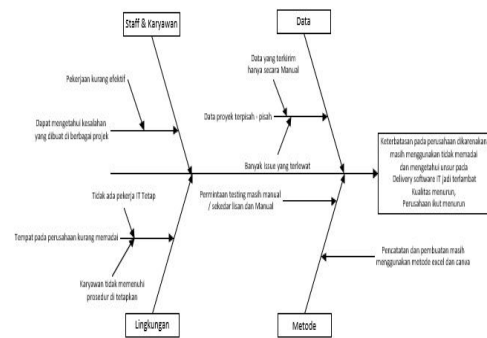 Staff & Karyawan
Data
Pekerjaan kurang efektif
Data yang terkirim
hanya secara Manual
Dapat mengetahui kesalahan
yang dibuat di berbagai projek
Data proyek terpisah - pisah
Banyak Issue yang terlewat
Keterbatasan pada perusahaan dikarenakan
masih menggunakan tidak memadai
dan mengetahui unsur pada
Delivery software IT jadi terlambat
Kualitas menurun,
Perusahaan ikut menurun
Tidak ada pekerja IT Tetap
Permintaan testing masih manual
/ sekedar lisan dan Manual
Tempat pada perusahaan kurang memadai
Pencatatan dan pembuatan masih
menggunakan metode excel dan canva
Karyawan tidak memenuhi
prosedur di tetapkan
Lingkungan
Metode